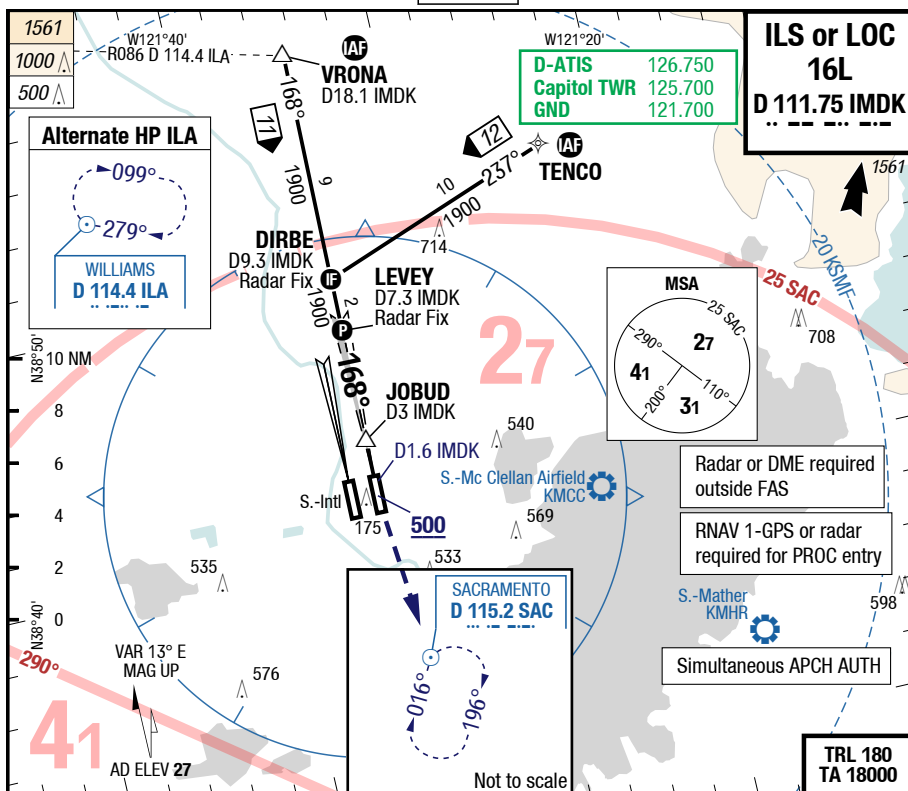 1561
1000
500
W121°40'
R086 D 114.4 ILA
IAF
VRONA
D18.1 IMDK
168°
11
9
1900
W121°20'
D-ATIS 126.750
Capitol TWR 125.700
GND 121.700
ILS or LOC
16L
D 111.75 IMDK
1561
Alternate HP ILA
099°
279°
WILLIAMS
D 114.4 ILA
12
237°
IAF
TENCO
10
1900
714
DIRBE
D9.3 IMDK
Radar Fix
IF
LEVEY
D7.3 IMDK
Radar Fix
1900
2
P
168°
JOBUD
D3 IMDK
D1.6 IMDK
20 KSMF
25 SAC
708
MSA
25 SAC
290°
27
41
110°
200°
31
27
N38°50'
10 NM
8
6
4
2
0
N38°40'
540
S.-Mc Clellan Airfield
KMCC
S.-Intl
175
500
569
533
535
576
Radar or DME required
outside FAS
RNAV 1-GPS or radar
required for PROC entry
S.-Mather
KMHR
598
Simultaneous APCH AUTH
SACRAMENTO
D 115.2 SAC
016°
196°
Not to scale
VAR 13° E
MAG UP
290°
41
AD ELEV 27
TRL 180
TA 18000